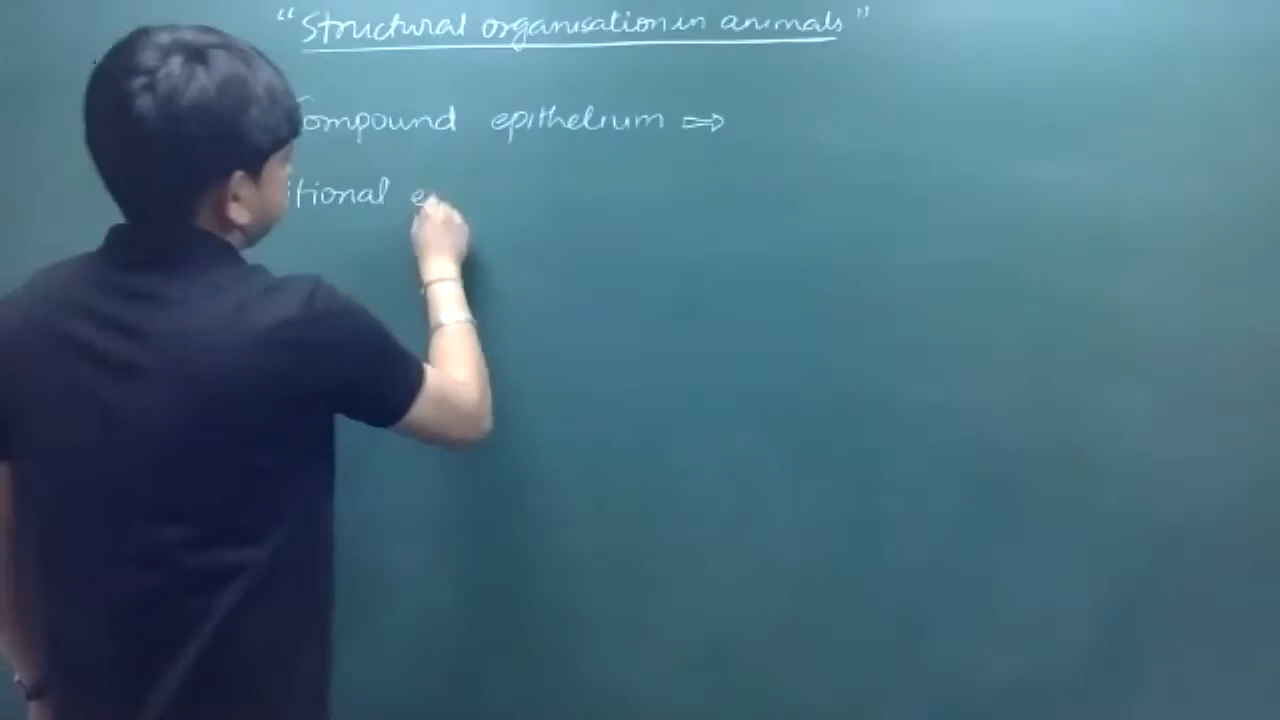 "Structural organisation in animals"
Compound epithelium ⇒
itional e